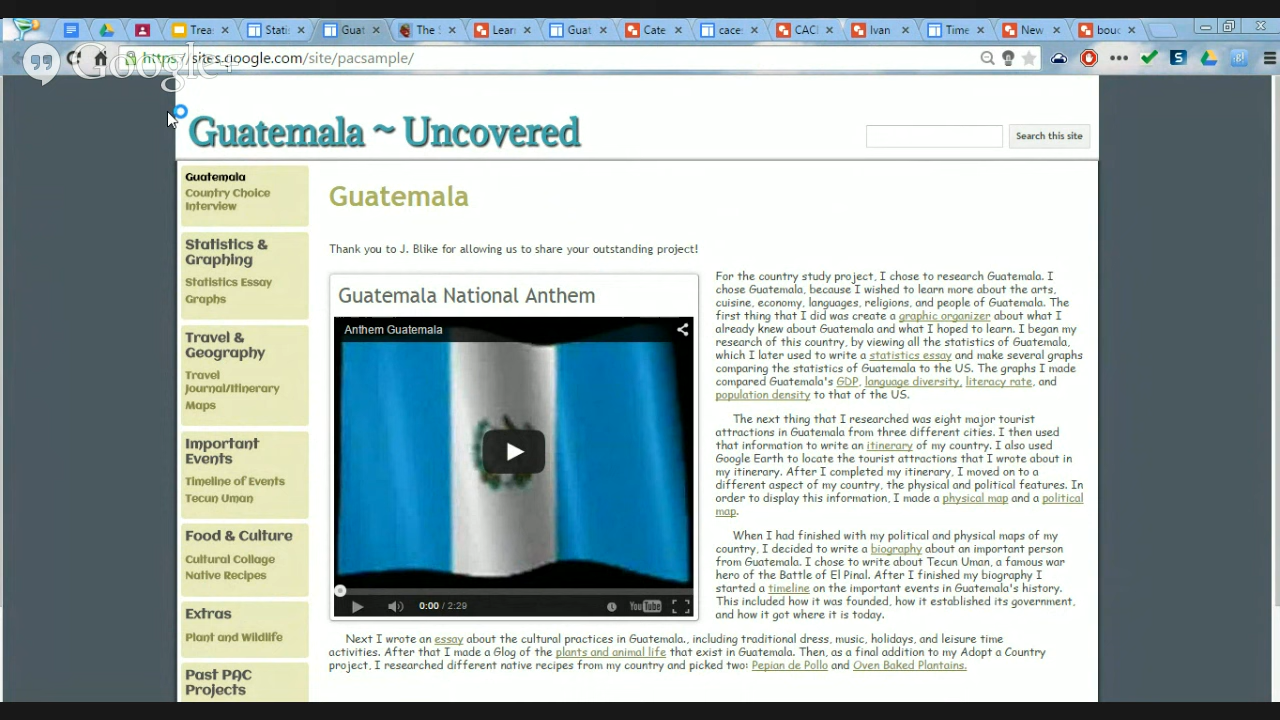 Trea
Stati
Guat
The S
Learn
Guat
Cate
caces
CACI
Ivan
Time
New
bouc
Google+
https://sites.google.com/site/pacsample/
Guatemala ~ Uncovered
Search this site
Guatemala
Country Choice
Interview
Statistics &
Graphing
Statistics Essay
Graphs
Travel &
Geography
Travel
Journal/Itinerary
Maps
Important
Events
Timeline of Events
Tecun Uman
Food & Culture
Cultural Collage
Native Recipes
Extras
Plant and Wildlife
Past PAC
Projects
Guatemala
Thank you to J. Blike for allowing us to share your outstanding project!
Guatemala National Anthem
Anthem Guatemala
0:00 / 2:29
YouTube
For the country study project, I chose to research Guatemala. I
chose Guatemala, because I wished to learn more about the arts,
cuisine, economy, languages, religions, and people of Guatemala. The
first thing that I did was create a graphic organizer about what I
already knew about Guatemala and what I hoped to learn. I began my
research of this country, by viewing all the statistics of Guatemala,
which I later used to write a statistics essay and make several graphs
comparing the statistics of Guatemala to the US. The graphs I made
compared Guatemala's GDP, language diversity, literacy rate, and
population density to that of the US.
The next thing that I researched was eight major tourist
attractions in Guatemala from three different cities. I then used
that information to write an itinerary of my country. I also used
Google Earth to locate the tourist attractions that I wrote about in
my itinerary. After I completed my itinerary, I moved on to a
different aspect of my country, the physical and political features. In
order to display this information, I made a physical map and a political
map.
When I had finished with my political and physical maps of my
country, I decided to write a biography about an important person
from Guatemala. I chose to write about Tecun Uman, a famous war
hero of the Battle of El Pinal. After I finished my biography I
started a timeline on the important events in Guatemala's history.
This included how it was founded, how it established its government,
and how it got where it is today.
Next I wrote an essay about the cultural practices in Guatemala., including traditional dress, music, holidays, and leisure time
activities. After that I made a Glog of the plants and animal life that exist in Guatemala. Then, as a final addition to my Adopt a Country
project, I researched different native recipes from my country and picked two: Pepian de Pollo and Oven Baked Plantains.